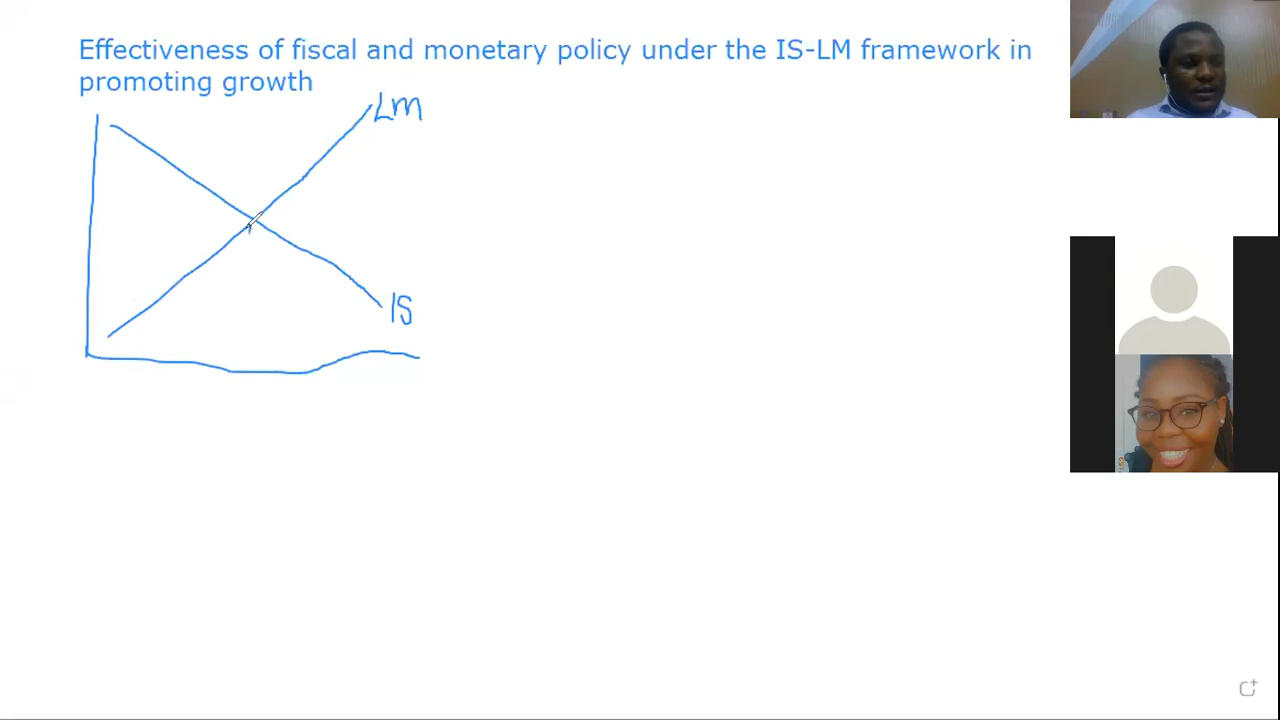 Effectiveness of fiscal and monetary policy under the IS-LM framework in
promoting growth
LM
IS